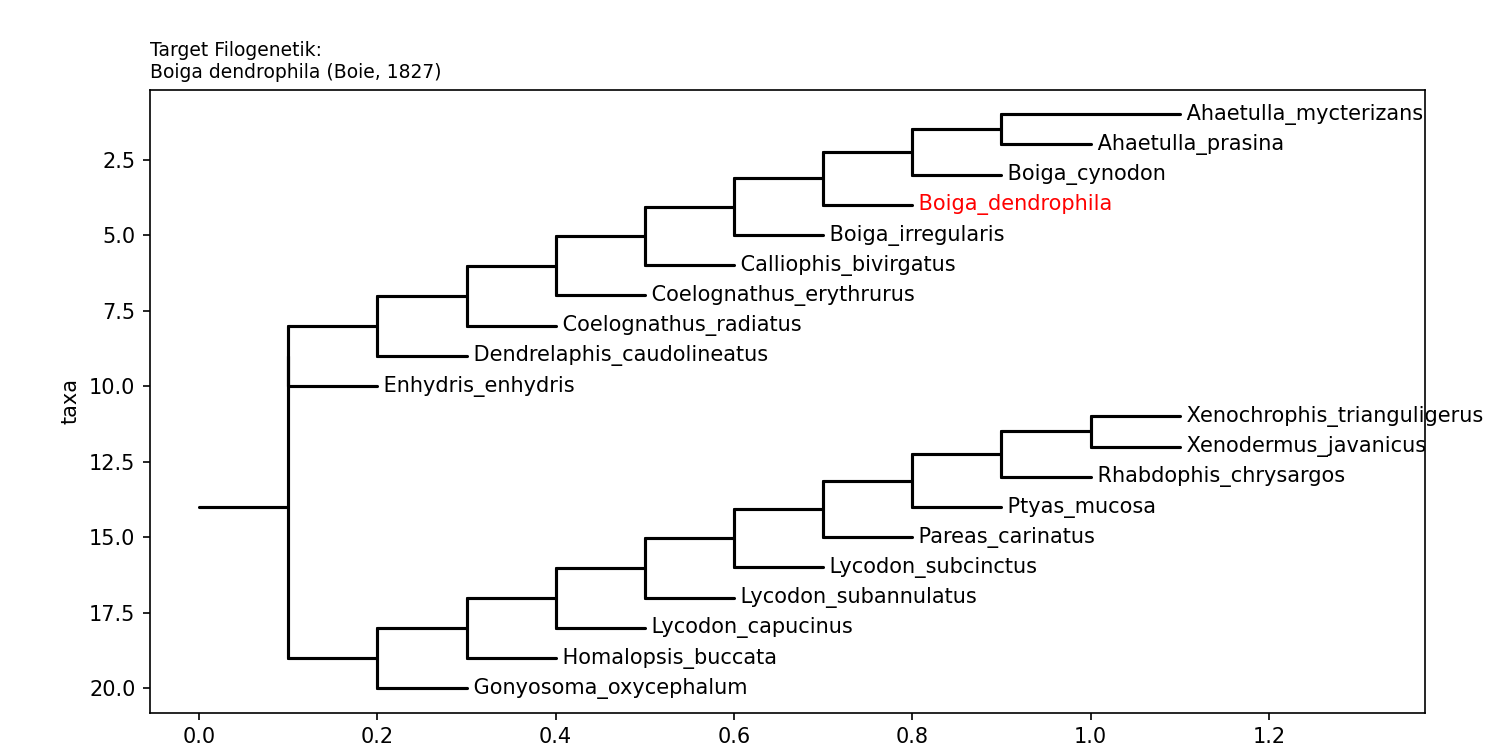 Target Filogenetik:
Boiga dendrophila (Boie, 1827)
Ahaetulla_mycterizans
Ahaetulla_prasina
2.5
Boiga_cynodon
Boiga_dendrophila
5.0
Boiga_irregularis
Calliophis_bivirgatus
Coelognathus_erythrurus
7.5
Coelognathus_radiatus
Dendrelaphis_caudolineatus
10.0
Enhydris_enhydris
taxa
Xenochrophis_trianguligerus
Xenodermus_javanicus
12.5
Rhabdophis_chrysargos
Ptyas_mucosa
15.0
Pareas_carinatus
Lycodon_subcinctus
Lycodon_subannulatus
17.5
Lycodon_capucinus
Homalopsis_buccata
20.0
Gonyosoma_oxycephalum
0.0 0.2 0.4 0.6 0.8 1.0 1.2